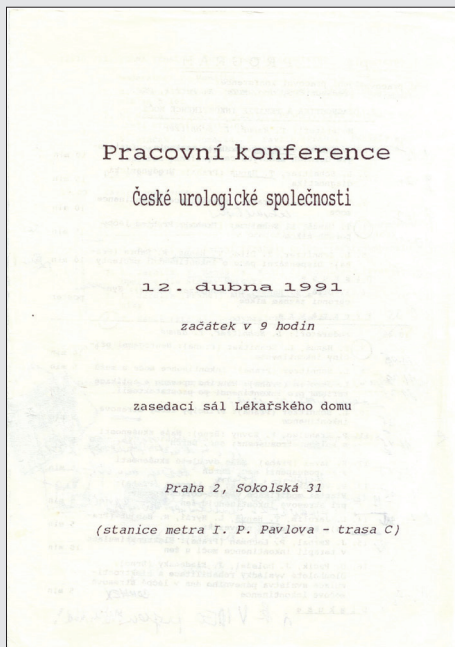 Pracovní konference
České urologické společnosti
12. dubna 1991
začátek v 9 hodin
zasedací sál Lékařského domu
Praha 2, Sokolská 31
(stanice metra I. P. Pavlova - trasa C)